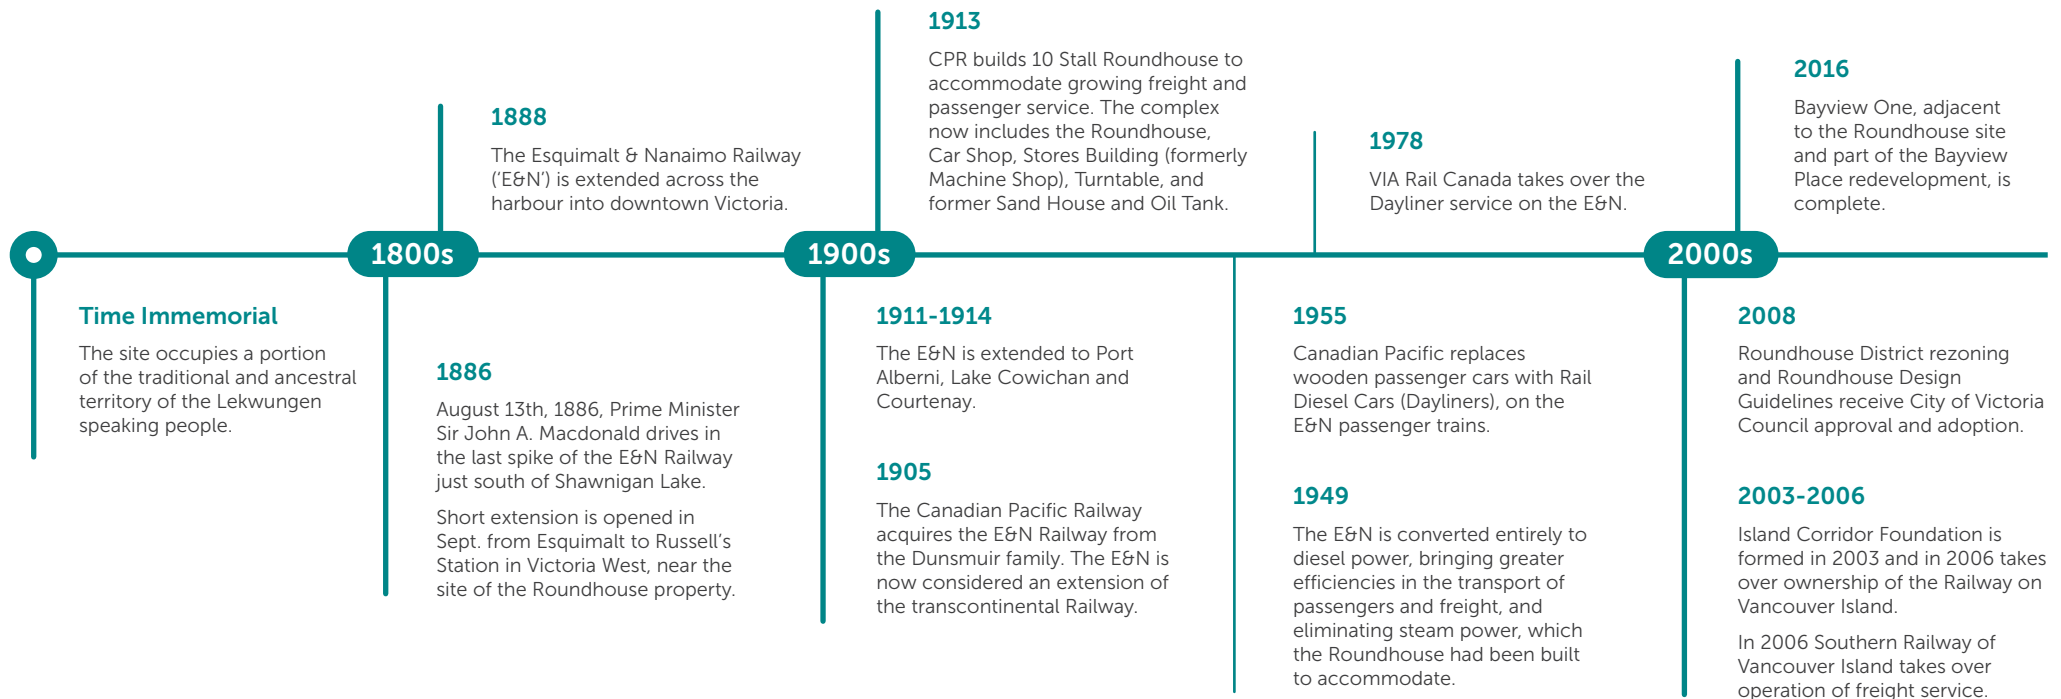 Time Immemorial
The site occupies a portion
of the traditional and ancestral
territory of the Lekwungen
speaking people.
1800s
1888
The Esquimalt & Nanaimo Railway
(‘E&N’) is extended across the
harbour into downtown Victoria.
1886
August 13th, 1886, Prime Minister
Sir John A. Macdonald drives in
the last spike of the E&N Railway
just south of Shawnigan Lake.
Short extension is opened in
Sept. from Esquimalt to Russell’s
Station in Victoria West, near the
site of the Roundhouse property.
1900s
1913
CPR builds 10 Stall Roundhouse to
accommodate growing freight and
passenger service. The complex
now includes the Roundhouse,
Car Shop, Stores Building (formerly
Machine Shop), Turntable, and
former Sand House and Oil Tank.
1911-1914
The E&N is extended to Port
Alberni, Lake Cowichan and
Courtenay.
1905
The Canadian Pacific Railway
acquires the E&N Railway from
the Dunsmuir family. The E&N is
now considered an extension of
the transcontinental Railway.
1978
VIA Rail Canada takes over the
Dayliner service on the E&N.
1955
Canadian Pacific replaces
wooden passenger cars with Rail
Diesel Cars (Dayliners), on the
E&N passenger trains.
1949
The E&N is converted entirely to
diesel power, bringing greater
efficiencies in the transport of
passengers and freight, and
eliminating steam power, which
the Roundhouse had been built
to accommodate.
2000s
2016
Bayview One, adjacent
to the Roundhouse site
and part of the Bayview
Place redevelopment, is
complete.
2008
Roundhouse District rezoning
and Roundhouse Design
Guidelines receive City of Victoria
Council approval and adoption.
2003-2006
Island Corridor Foundation is
formed in 2003 and in 2006 takes
over ownership of the Railway on
Vancouver Island.
In 2006 Southern Railway of
Vancouver Island takes over
operation of freight service.